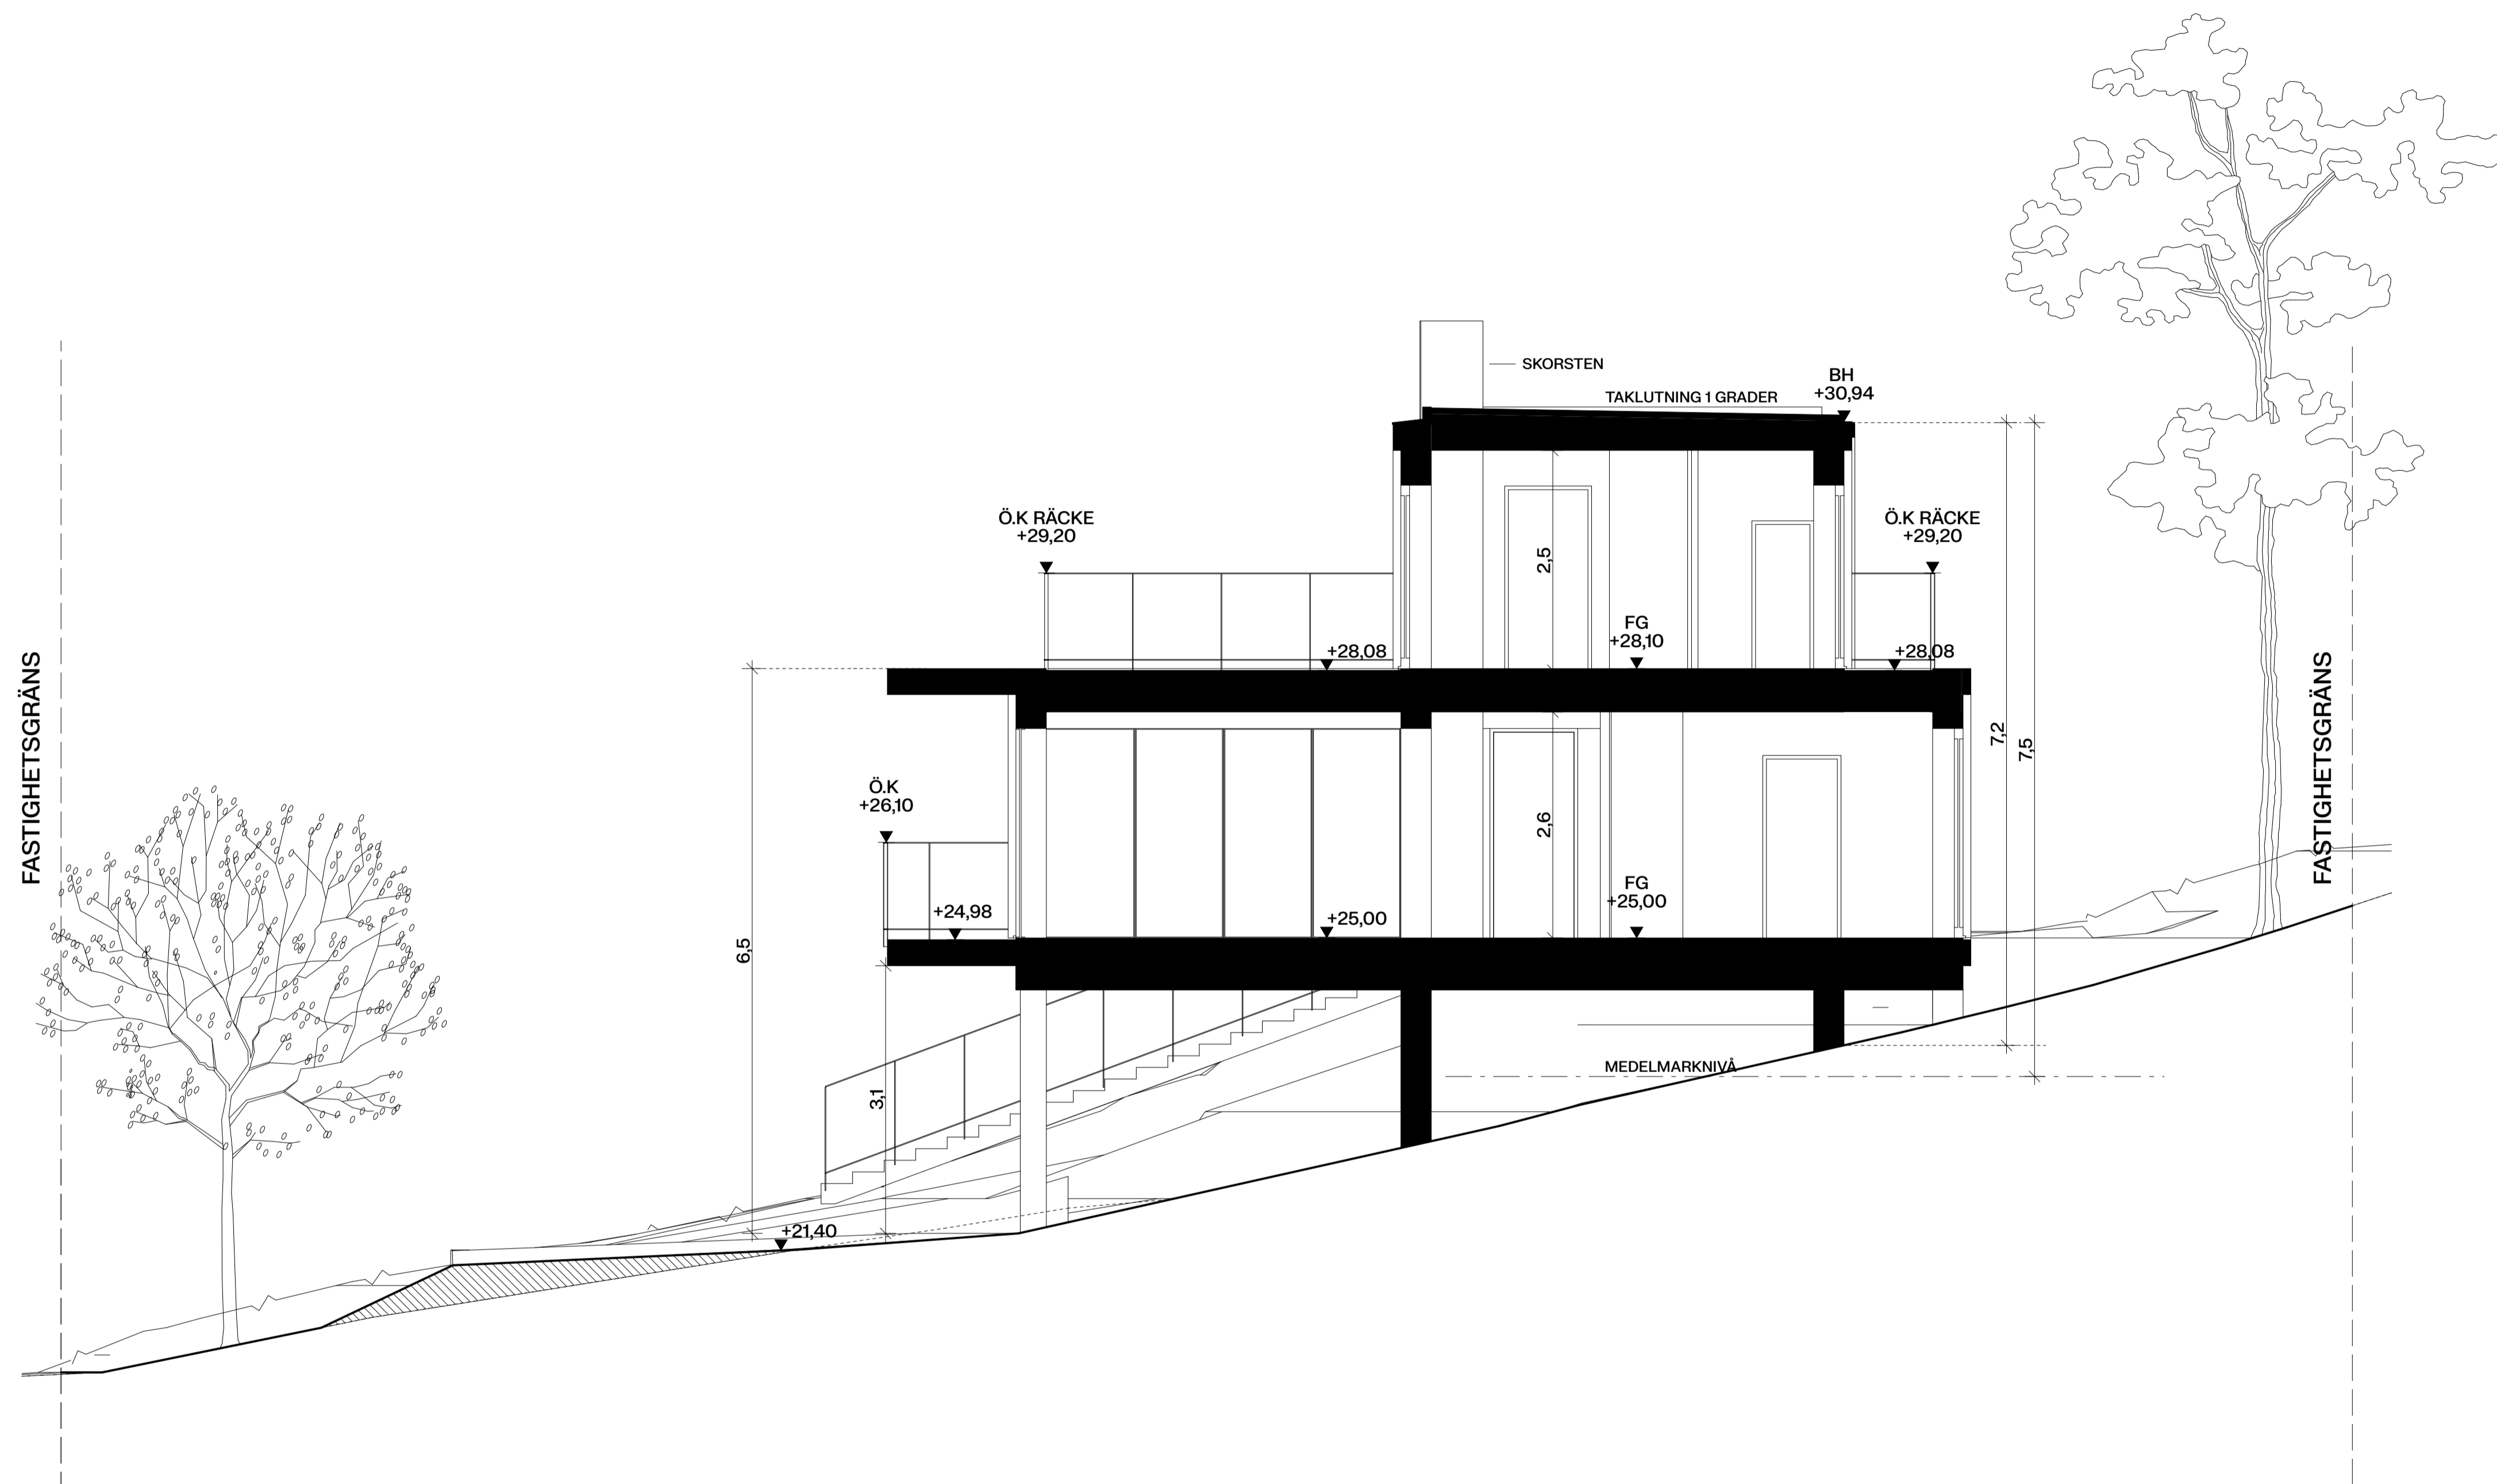 SKORSTEN
BH
TAKLUTNING 1 GRADER
+30,94
Ö.K RÄCKE
+29,20
Ö.K RÄCKE
+29,20
2,5
FG
+28,10
+28,08
+28,08
FASTIGHETSGRÄNS
FASTIGHETSGRÄNS
7,2
7,5
Ö.K
+26,10
2,6
FG
+25,00
+24,98
+25,00
6,5
3,1
MEDELMARKNIVÅ
+21,40